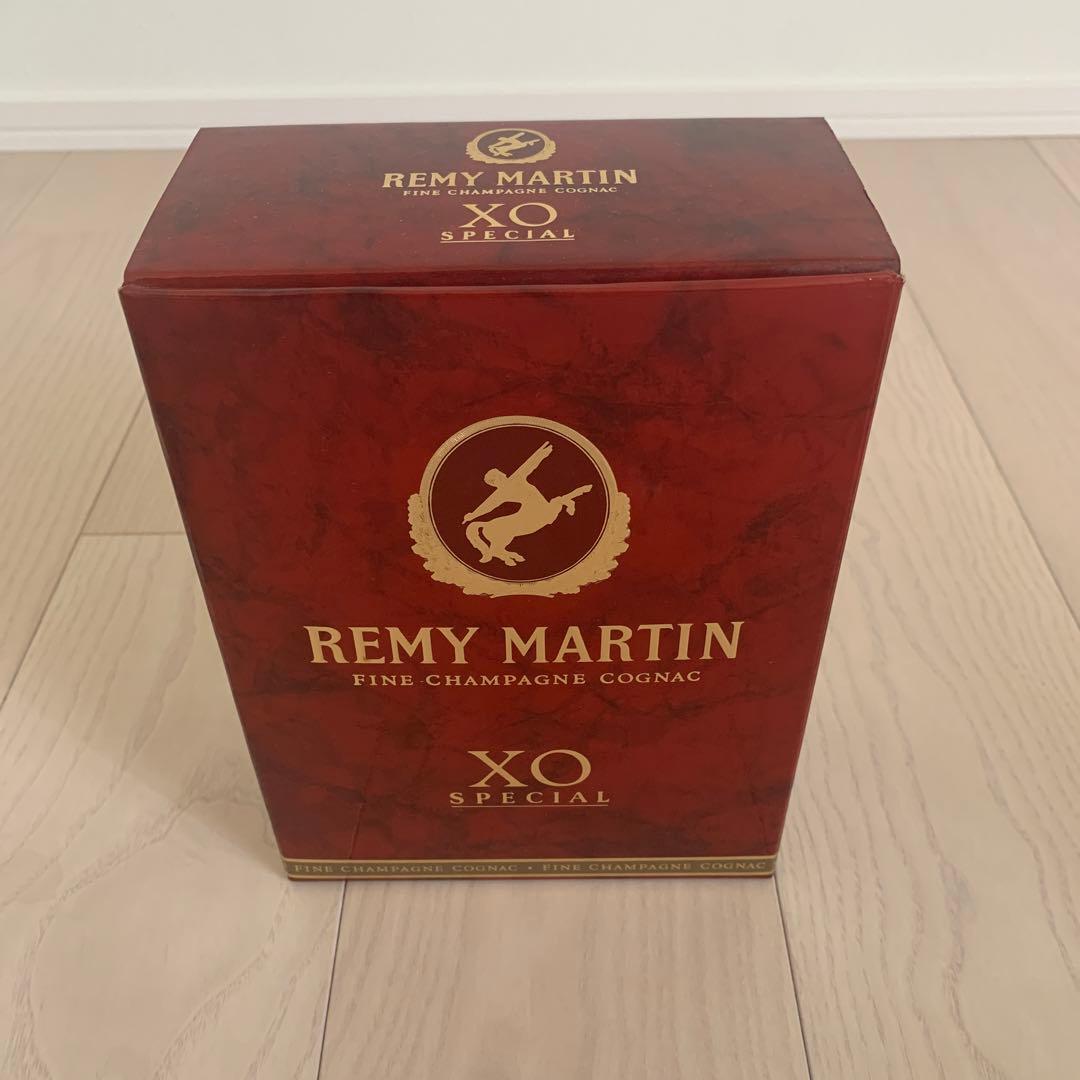 REMY MARTIN
FINE CHAMPAGNE COGNAC
XO
SPECIAL
REMY MARTIN
FINE CHAMPAGNE COGNAC
XO
SPECIAL
FINE CHAMPAGNE COGNAC • FINE CHAMPAGNE COGNAC